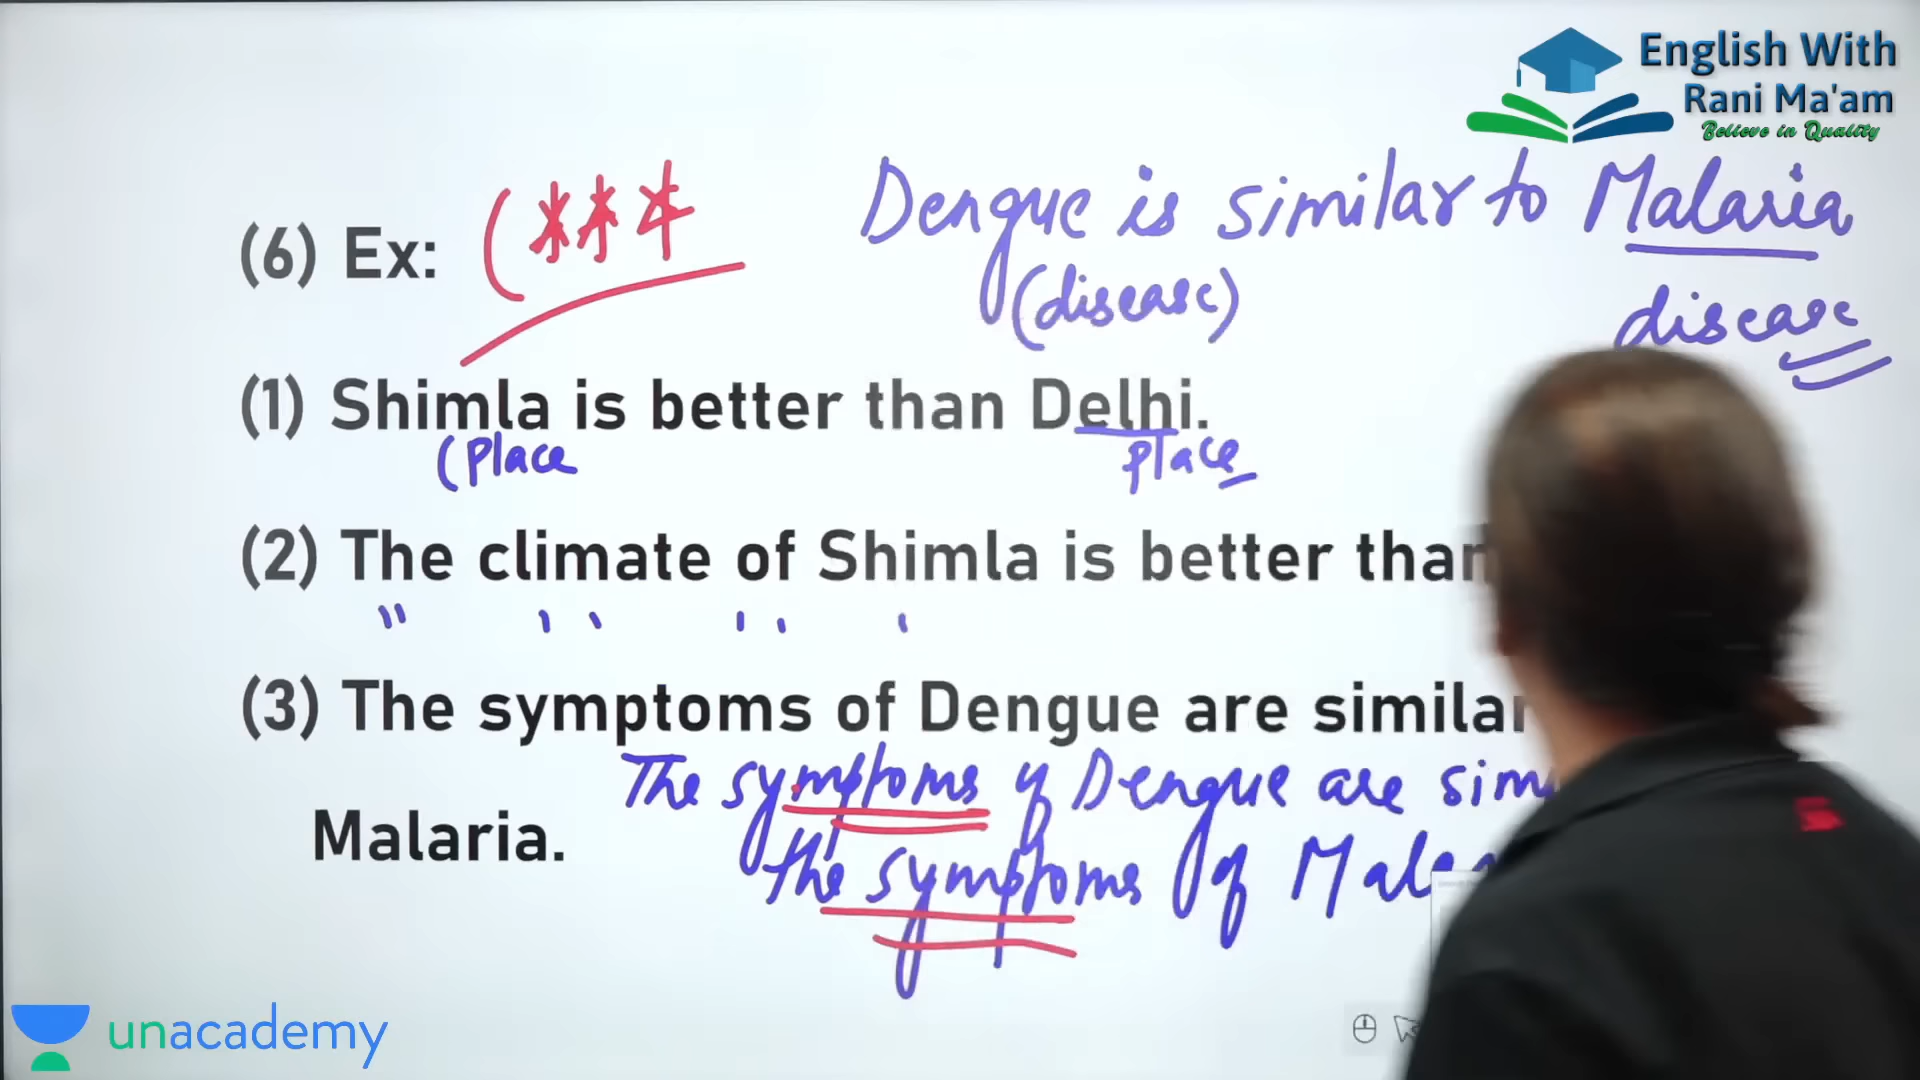 English With
Rani Ma'am
Believe in Quality
(6) Ex: (***
Dengue is similar to Malaria
(disease)
disease
(1) Shimla is better than Delhi.
(Place
place
(2) The climate of Shimla is better than
(3) The symptoms of Dengue are similar
The symptoms of Dengue are sim
Malaria.
the symptoms of Mala
unacademy